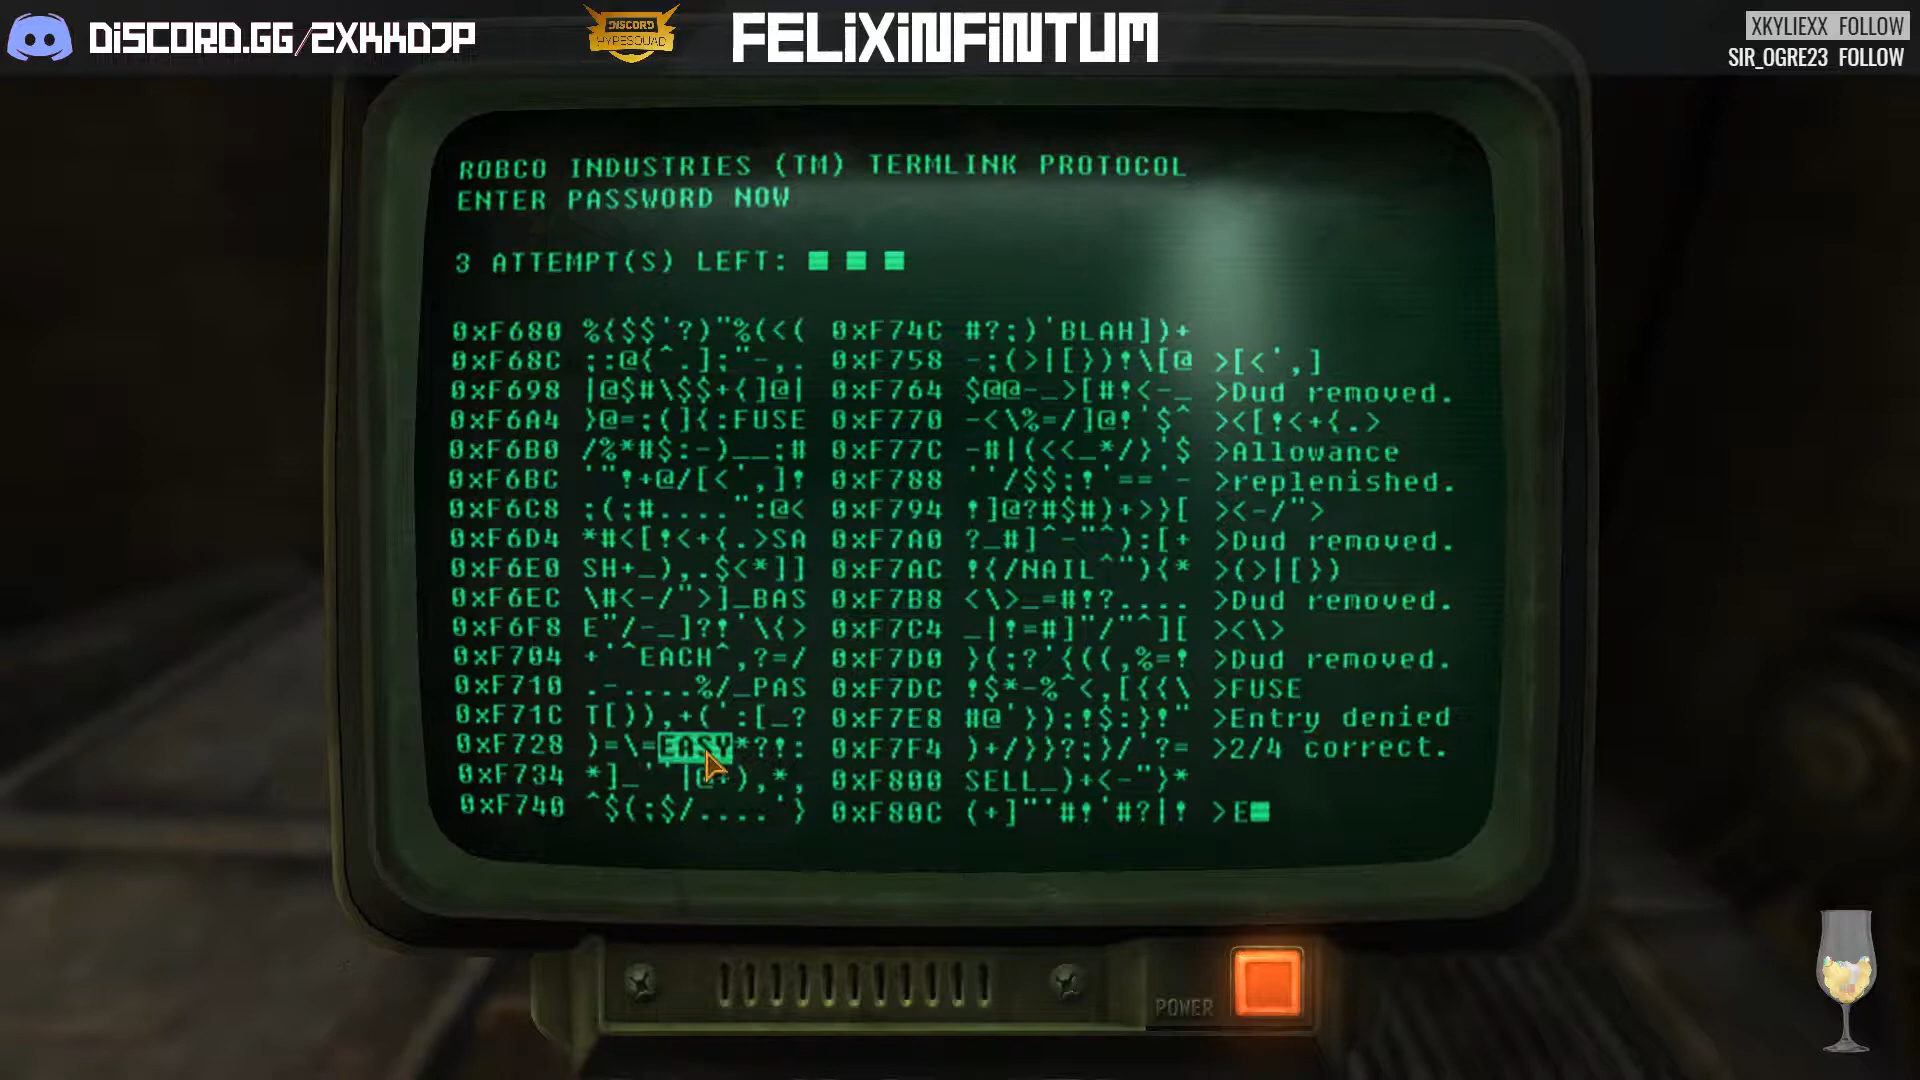 DISCORD.GG/2XKKDJP
DISCORD
HYPESQUAD
FELiXiNFiNTUM
XKYLIEXX FOLLOW
SIR_OGRE23 FOLLOW
ROBCO INDUSTRIES (TM) TERMLINK PROTOCOL
ENTER PASSWORD NOW
3 ATTEMPT(S) LEFT: ■ ■ ■
0xF680 %{$$'?)"%(<( 0xF74C #?;)'BLAH])+
0xF68C ;:@{^.];"-,. 0xF758 -;(>|[})!\[@ >[<',]
0xF698 |@$#\$$+{]@| 0xF764 $@@-_>[#!<-_ >Dud removed.
0xF6A4 }@=;(]{:FUSE 0xF770 -<\%=/]@!'$^ ><[!<+{.>
0xF6B0 /%*#$:-)__;# 0xF77C -#|(<<_*/}'$ >Allowance
0xF6BC '"!+@/[<',]! 0xF788 ''/$$;!'=='- >replenished.
0xF6C8 ;(;#....":@< 0xF794 !]@?#$#)+>}[ ><-/">
0xF6D4 *#<[!<+{.>SA 0xF7A0 ?_#]^-"^):[+ >Dud removed.
0xF6E0 SH+_),.$<*]] 0xF7AC !{/NAIL^"){* >(>|[})
0xF6EC \#<-/">]_BAS 0xF7B8 <\>_=#!?.... >Dud removed.
0xF6F8 E"/-_]?!'\{> 0xF7C4 _|!=#]"/"^][ ><\>
0xF704 +'^EACH^,?=/ 0xF7D0 }(;?'{((,%=! >Dud removed.
0xF710 .-....%/_PAS 0xF7DC !$*-%^<,[{{\ >FUSE
0xF71C T[)),+(':[_? 0xF7E8 #@'});!$:}!" >Entry denied
0xF728 )=\=EASY*?!: 0xF7F4 )+/}}?;}/'?= >2/4 correct.
0xF734 *]_'"|@+),*, 0xF800 SELL_)+<-"}*
0xF740 ^$(;$/....'} 0xF80C (+]"'#!'#?|! >E■
POWER